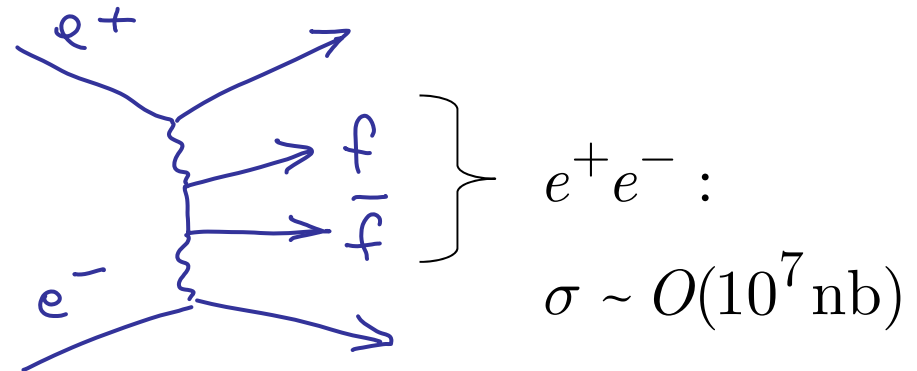 e+
f
f̄
e−
e⁺e⁻ :
σ ~ O(10⁷ nb)